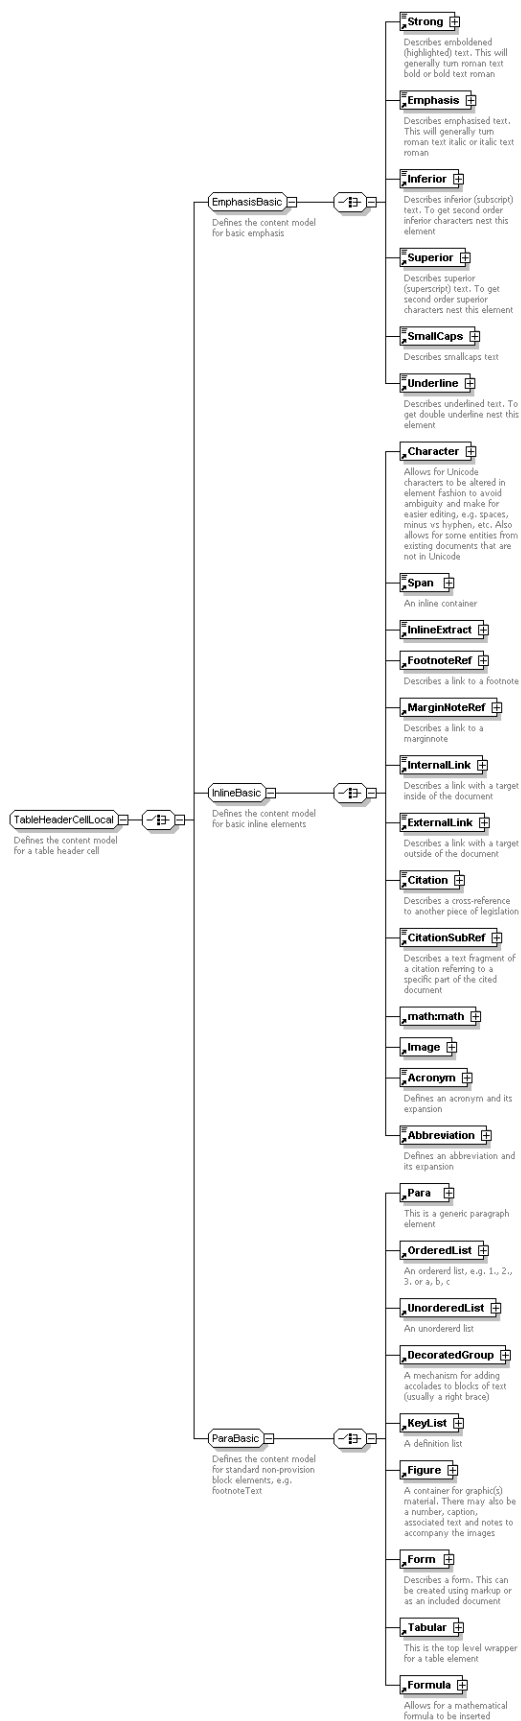 Strong
Describes emboldened
(highlighted) text. This will
generally turn roman text
bold or bold text roman
Emphasis
Describes emphasised text.
This will generally turn
roman text italic or italic text
roman
Inferior
Describes inferior (subscript)
text. To get second order
inferior characters nest this
element
EmphasisBasic
Defines the content model
for basic emphasis
Superior
Describes superior
(superscript) text. To get
second order superior
characters nest this element
SmallCaps
Describes smallcaps text
Underline
Describes underlined text. To
get double underline nest this
element
Character
Allows for Unicode
characters to be altered in
element fashion to avoid
ambiguity and make for
easier editing, e.g. spaces,
minus vs hyphen, etc. Also
allows for some entities from
existing documents that are
not in Unicode
Span
An inline container
InlineExtract
FootnoteRef
Describes a link to a footnote
MarginNoteRef
Describes a link to a
marginnote
InternalLink
Describes a link with a target
inside of the document
InlineBasic
Defines the content model
for basic inline elements
TableHeaderCellLocal
Defines the content model
for a table header cell
ExternalLink
Describes a link with a target
outside of the document
Citation
Describes a cross-reference
to another piece of legislation
CitationSubRef
Describes a text fragment of
a citation referring to a
specific part of the cited
document
math:math
Image
Acronym
Defines an acronym and its
expansion
Abbreviation
Defines an abbreviation and
its expansion
Para
This is a generic paragraph
element
OrderedList
An ordererd list, e.g. 1., 2.,
3. or a, b, c
UnorderedList
An unordererd list
DecoratedGroup
A mechanism for adding
accolades to blocks of text
(usually a right brace)
KeyList
A definition list
ParaBasic
Defines the content model
for standard non-provision
block elements, e.g.
footnoteText
Figure
A container for graphic(s)
material. There may also be
a number, caption,
associated text and notes to
accompany the images
Form
Describes a form. This can
be created using markup or
as an included document
Tabular
This is the top level wrapper
for a table element
Formula
Allows for a mathematical
formula to be inserted